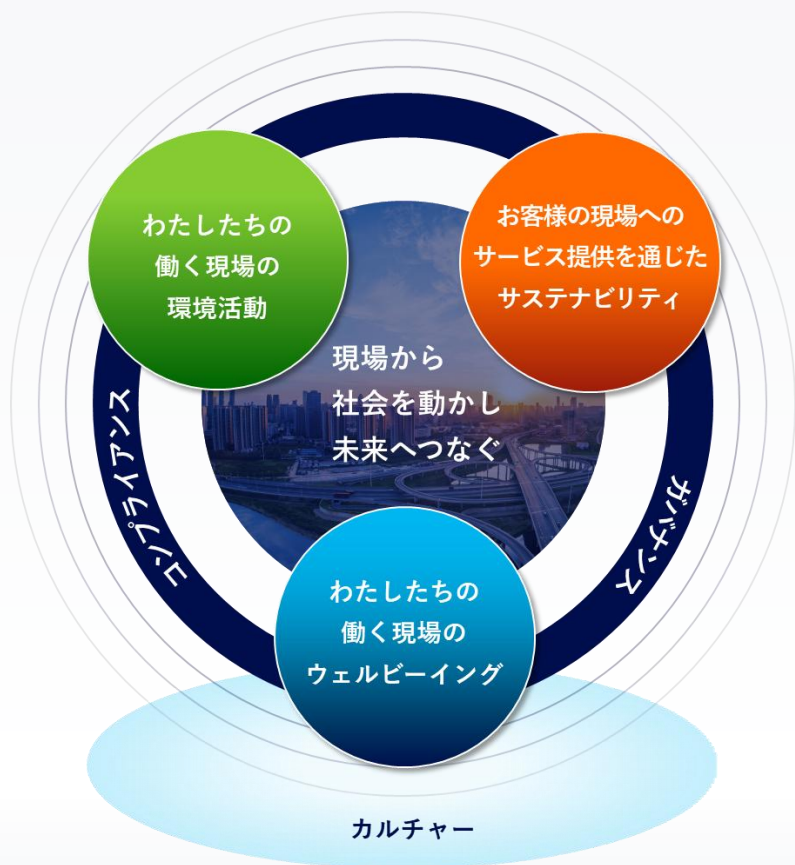 わたしたちの
働く現場の
環境活動
お客様の現場への
サービス提供を通じた
サステナビリティ
現場から
社会を動かし
未来へつなぐ
コンプライアンス
ガバナンス
わたしたちの
働く現場の
ウェルビーイング
カルチャー